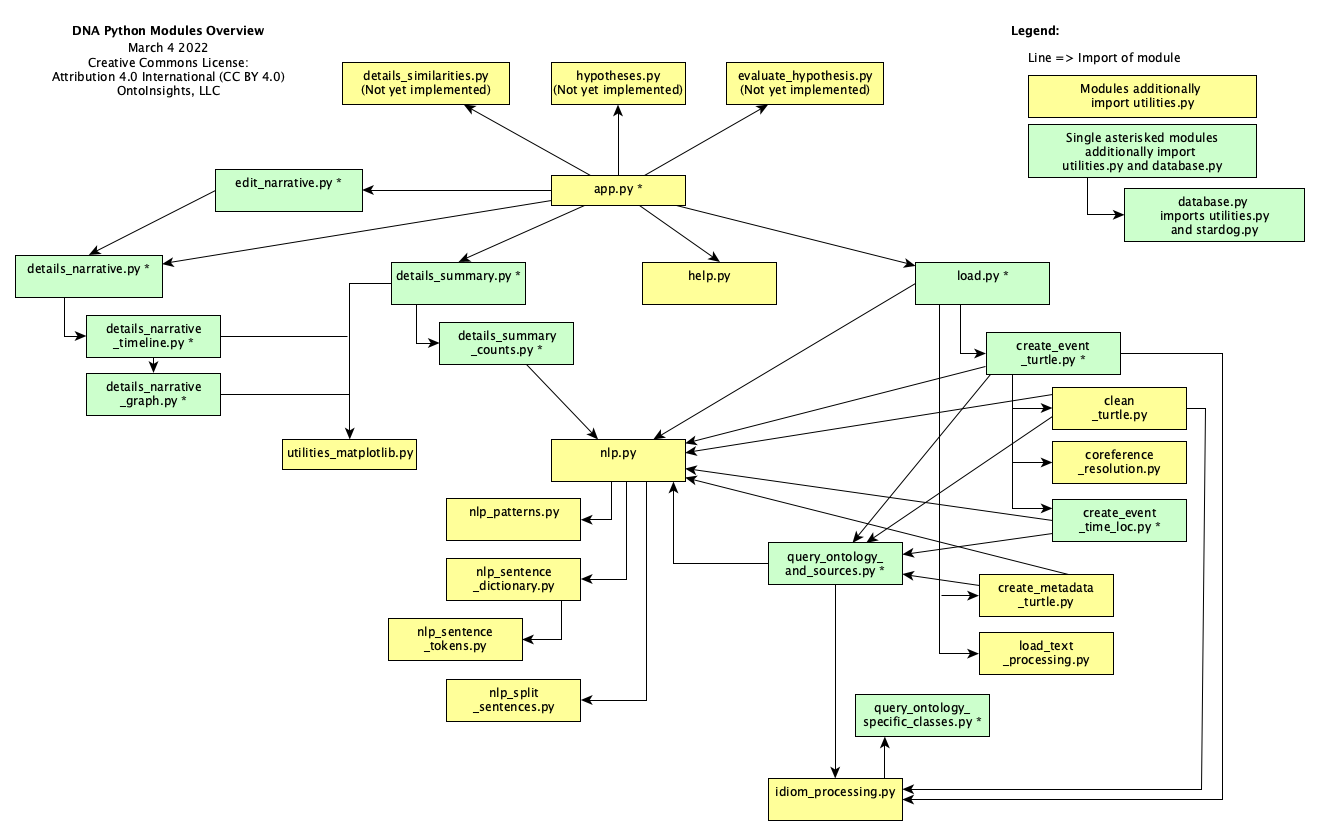 DNA Python Modules Overview
March 4 2022
Creative Commons License:
Attribution 4.0 International (CC BY 4.0)
OntoInsights, LLC
Legend:
Line => Import of module
Modules additionally
import utilities.py
Single asterisked modules
additionally import
utilities.py and database.py
database.py
imports utilities.py
and stardog.py
details_similarities.py
(Not yet implemented)
hypotheses.py
(Not yet implemented)
evaluate_hypothesis.py
(Not yet implemented)
edit_narrative.py *
app.py *
details_narrative.py *
details_summary.py *
help.py
load.py *
details_narrative
_timeline.py *
details_summary
_counts.py *
create_event
_turtle.py *
details_narrative
_graph.py *
clean
_turtle.py
utilities_matplotlib.py
nlp.py
coreference
_resolution.py
nlp_patterns.py
create_event
_time_loc.py *
nlp_sentence
_dictionary.py
query_ontology_
and_sources.py *
create_metadata
_turtle.py
nlp_sentence
_tokens.py
load_text
_processing.py
nlp_split
_sentences.py
query_ontology_
specific_classes.py *
idiom_processing.py